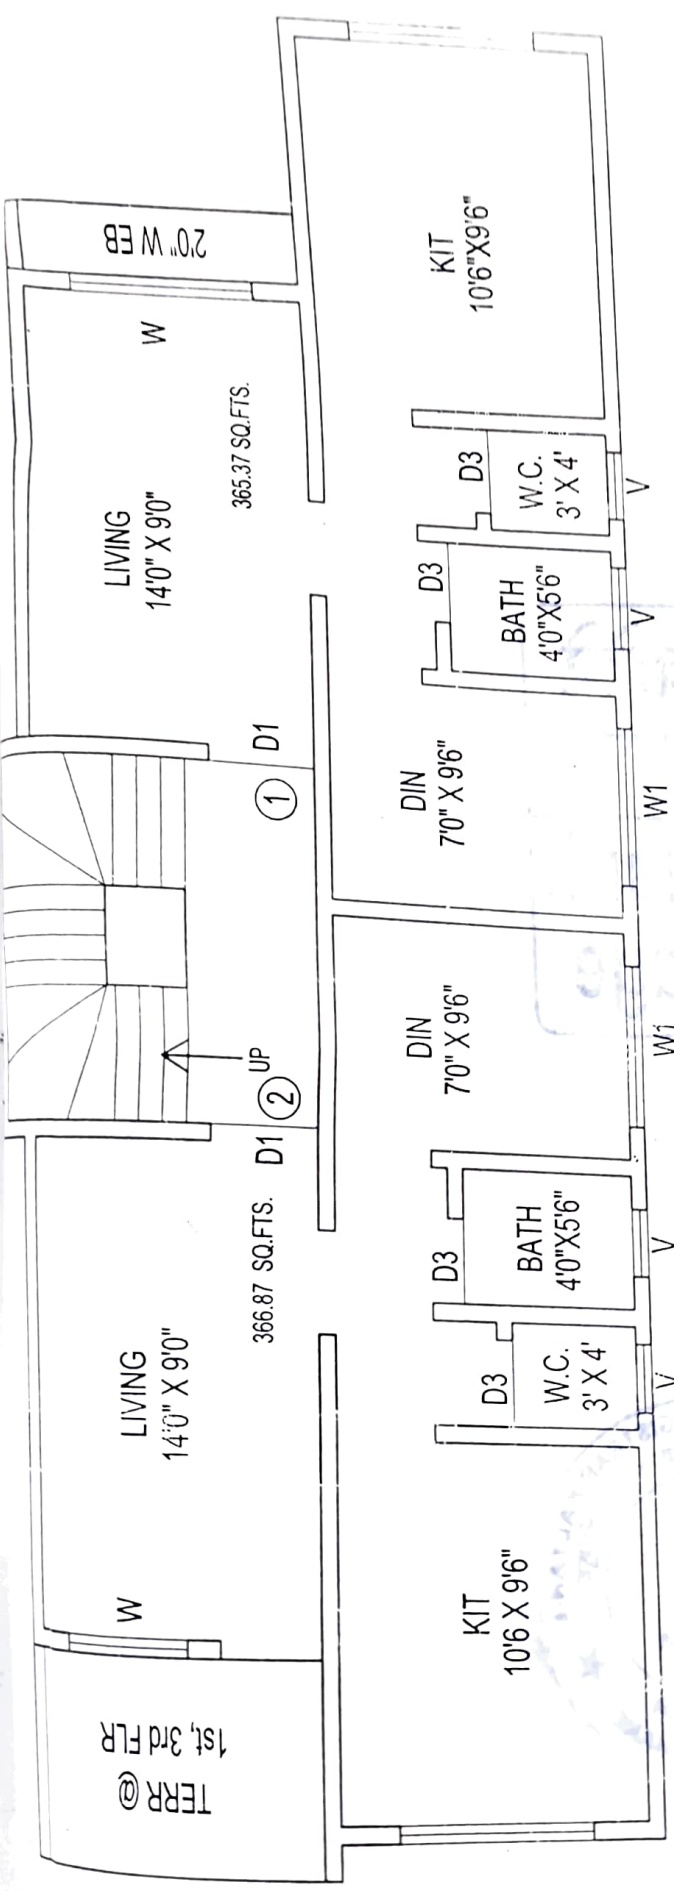 TERR @
1st, 3rd FLR
W
LIVING
14'0" X 9'0"
366.87 SQ.FTS.
D1
2
UP
1
D1
LIVING
14'0" X 9'0"
365.37 SQ.FTS.
W
2'0" W EB
KIT
10'6 X 9'6"
D3
W.C.
3' X 4'
V
D3
BATH
4'0"X5'6"
V
DIN
7'0" X 9'6"
W1
DIN
7'0" X 9'6"
W1
D3
BATH
4'0"X5'6"
V
D3
W.C.
3' X 4'
V
KIT
10'6"X9'6"